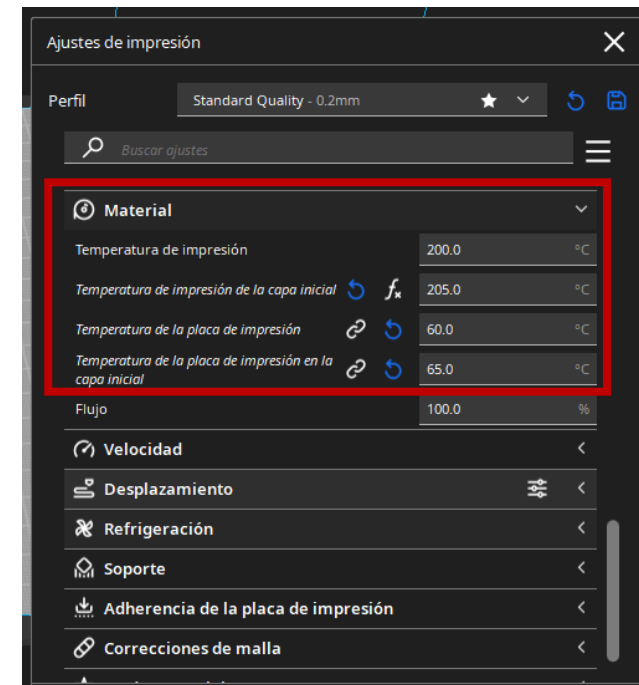 Ajustes de impresión
Perfil
Standard Quality - 0.2mm
Buscar ajustes
Material
Temperatura de impresión 200.0 °C
Temperatura de impresión de la capa inicial 205.0 °C
Temperatura de la placa de impresión 60.0 °C
Temperatura de la placa de impresión en la
capa inicial 65.0 °C
Flujo 100.0 %
Velocidad
Desplazamiento
Refrigeración
Soporte
Adherencia de la placa de impresión
Correcciones de malla